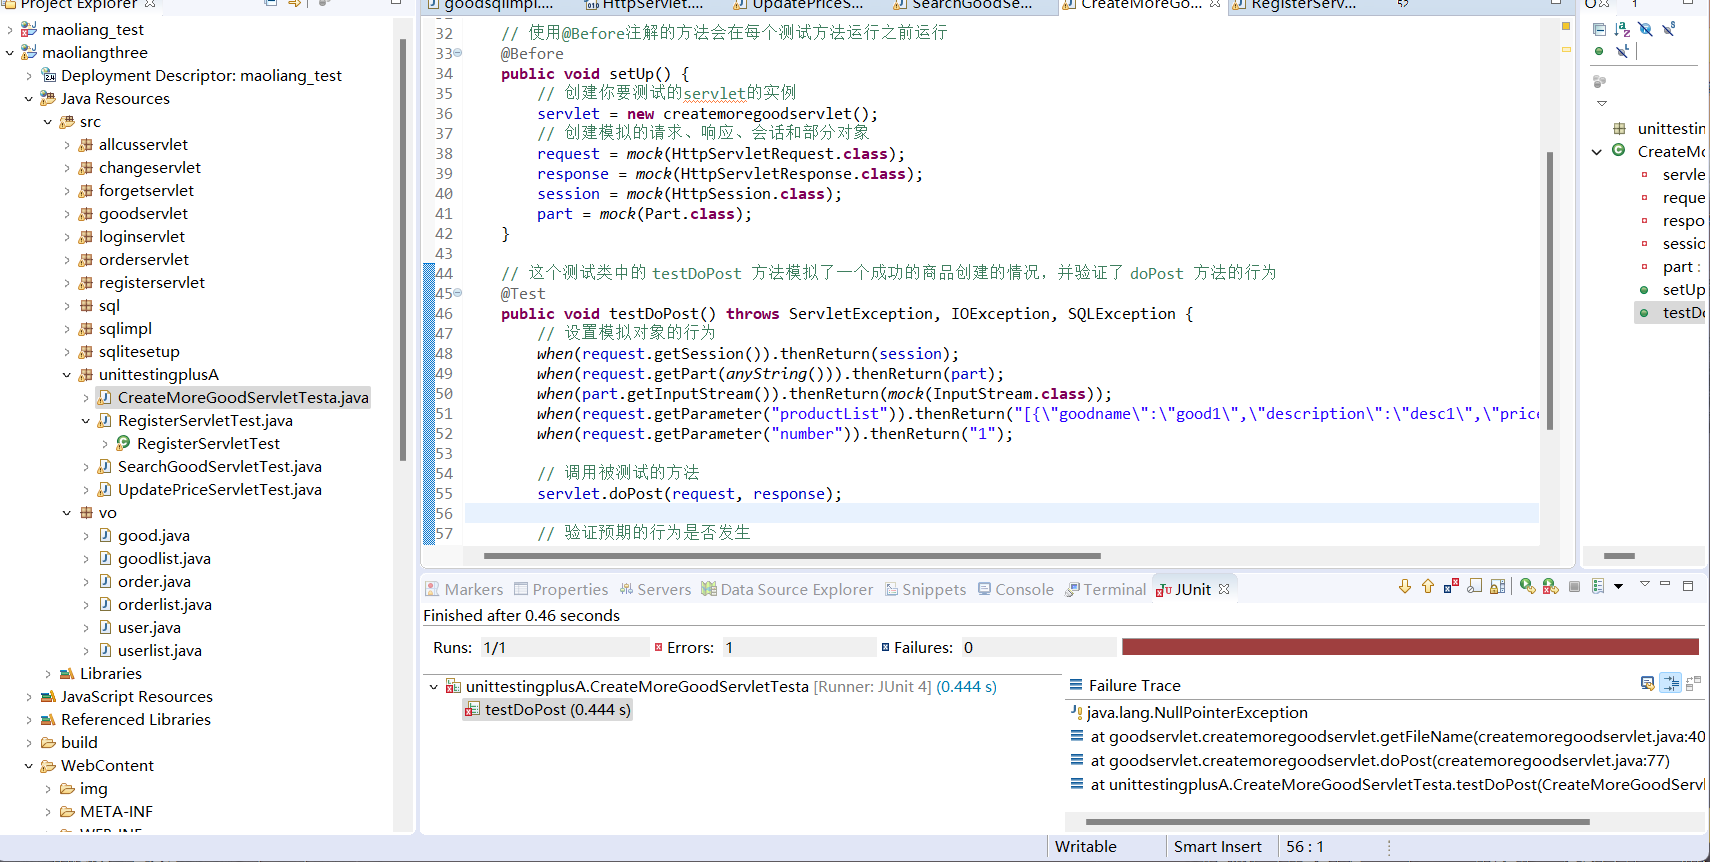 Project Explorer
maoliang_test
maoliangthree
Deployment Descriptor: maoliang_test
Java Resources
src
allcusservlet
changeservlet
forgetservlet
goodservlet
loginservlet
orderservlet
registerservlet
sql
sqlimpl
sqlitesetup
unittestingplusA
CreateMoreGoodServletTesta.java
RegisterServletTest.java
RegisterServletTest
SearchGoodServletTest.java
UpdatePriceServletTest.java
vo
good.java
goodlist.java
order.java
orderlist.java
user.java
userlist.java
Libraries
JavaScript Resources
Referenced Libraries
build
WebContent
img
META-INF
WEB-INF
goodsqlimpl.... HttpServlet.... UpdatePriceS... SearchGoodSe... CreateMoreGo... RegisterServ...
32 // 使用@Before注解的方法会在每个测试方法运行之前运行
33 @Before
34 public void setUp() {
35 // 创建你要测试的servlet的实例
36 servlet = new createmoregoodservlet();
37 // 创建模拟的请求、响应、会话和部分对象
38 request = mock(HttpServletRequest.class);
39 response = mock(HttpServletResponse.class);
40 session = mock(HttpSession.class);
41 part = mock(Part.class);
42 }
43
44 // 这个测试类中的 testDoPost 方法模拟了一个成功的商品创建的情况，并验证了 doPost 方法的行为
45 @Test
46 public void testDoPost() throws ServletException, IOException, SQLException {
47 // 设置模拟对象的行为
48 when(request.getSession()).thenReturn(session);
49 when(request.getPart(anyString())).thenReturn(part);
50 when(part.getInputStream()).thenReturn(mock(InputStream.class));
51 when(request.getParameter("productList")).thenReturn("[{\"goodname\":\"good1\",\"description\":\"desc1\",\"price
52 when(request.getParameter("number")).thenReturn("1");
53
54 // 调用被测试的方法
55 servlet.doPost(request, response);
56
57 // 验证预期的行为是否发生
unittestin
CreateMo
servle
reque
respo
sessio
part :
setUp
testDo
Markers Properties Servers Data Source Explorer Snippets Console Terminal JUnit
Finished after 0.46 seconds
Runs: 1/1 Errors: 1 Failures: 0
unittestingplusA.CreateMoreGoodServletTesta [Runner: JUnit 4] (0.444 s)
testDoPost (0.444 s)
Failure Trace
java.lang.NullPointerException
at goodservlet.createmoregoodservlet.getFileName(createmoregoodservlet.java:40
at goodservlet.createmoregoodservlet.doPost(createmoregoodservlet.java:77)
at unittestingplusA.CreateMoreGoodServletTesta.testDoPost(CreateMoreGoodServl
Writable Smart Insert 56 : 1